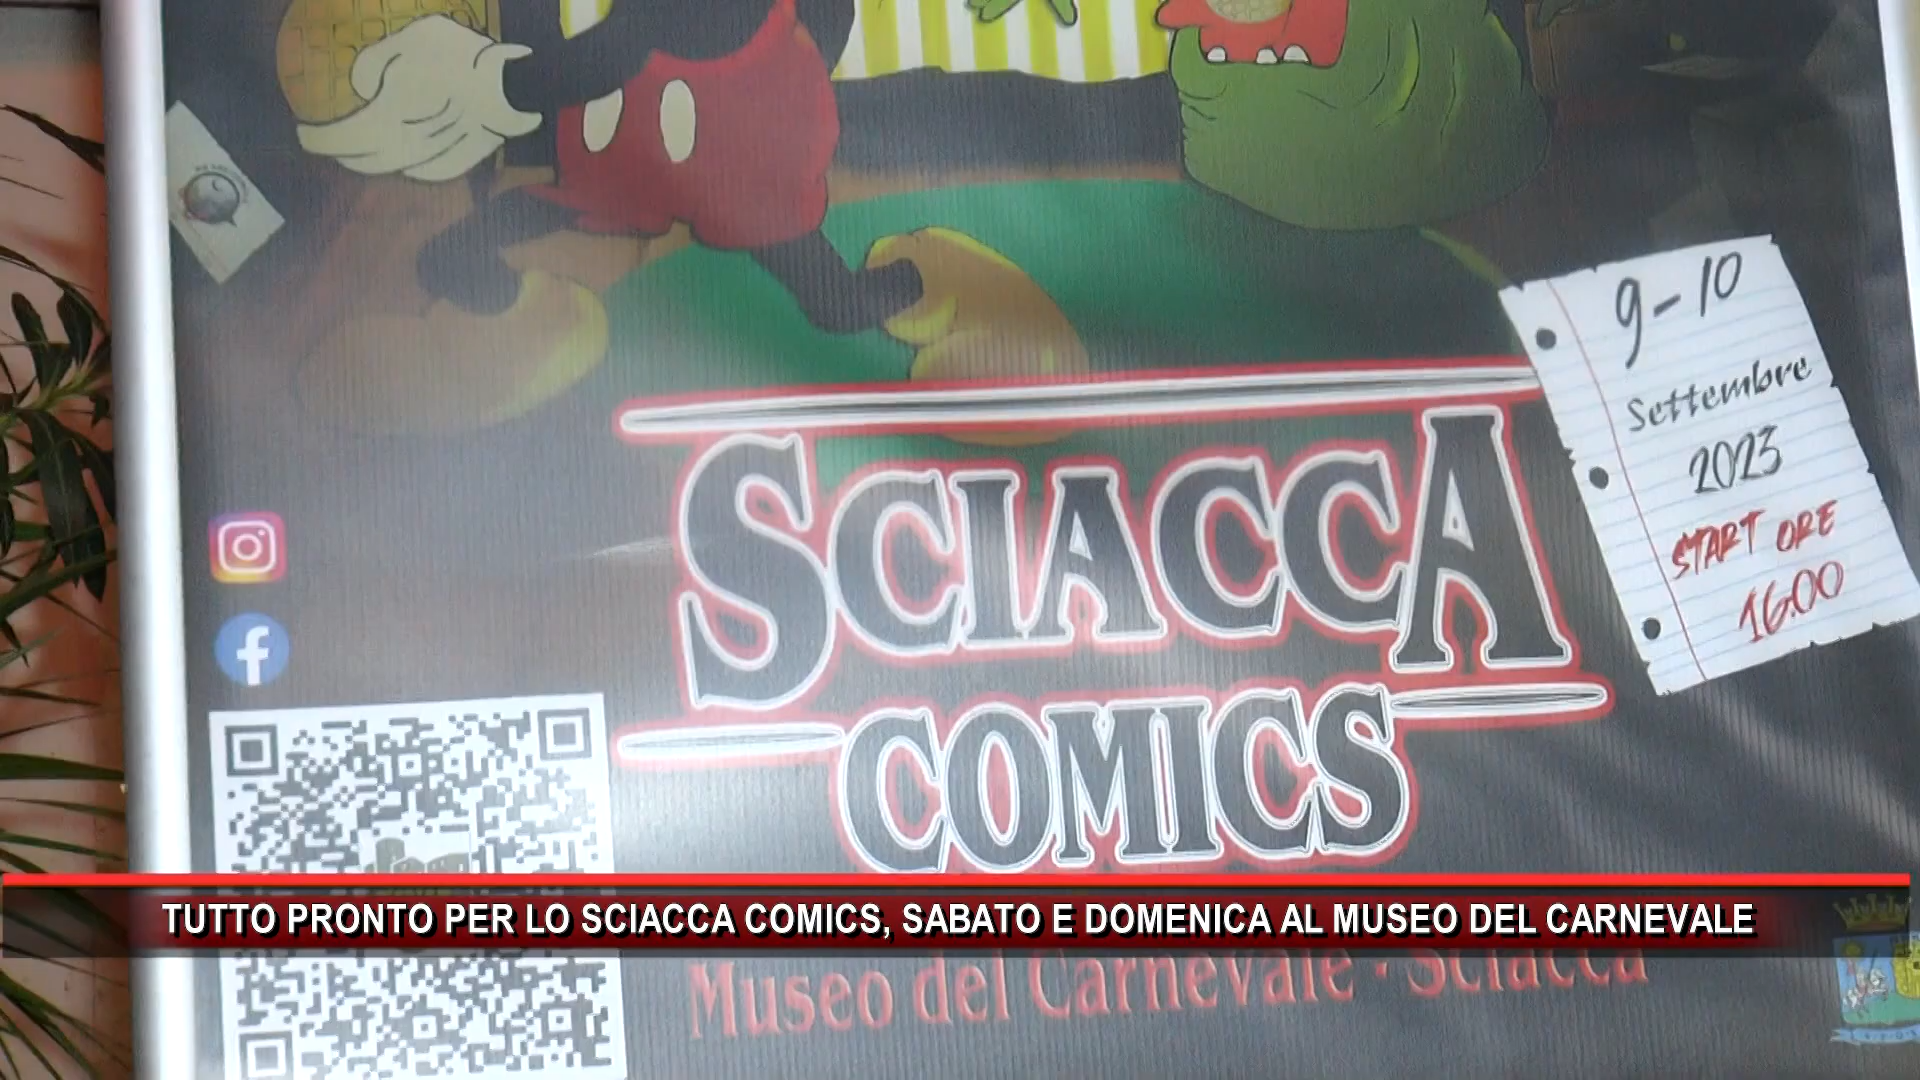 9-10
Settembre
2023
START ORE
16.00
SCIACCA
COMICS
TUTTO PRONTO PER LO SCIACCA COMICS, SABATO E DOMENICA AL MUSEO DEL CARNEVALE
Museo del Carnevale · Sciacca